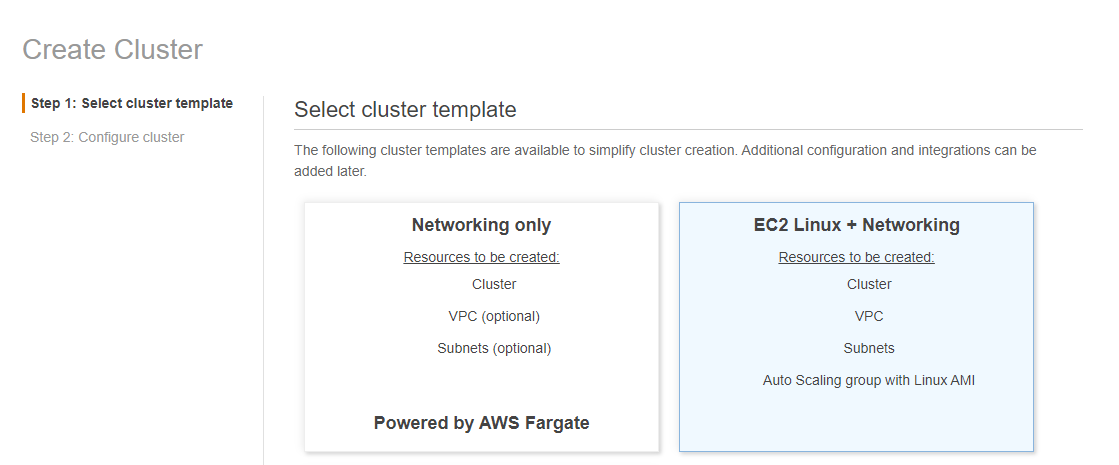 Create Cluster
Step 1: Select cluster template
Step 2: Configure cluster
Select cluster template
The following cluster templates are available to simplify cluster creation. Additional configuration and integrations can be
added later.
Networking only
Resources to be created:
Cluster
VPC (optional)
Subnets (optional)
Powered by AWS Fargate
EC2 Linux + Networking
Resources to be created:
Cluster
VPC
Subnets
Auto Scaling group with Linux AMI